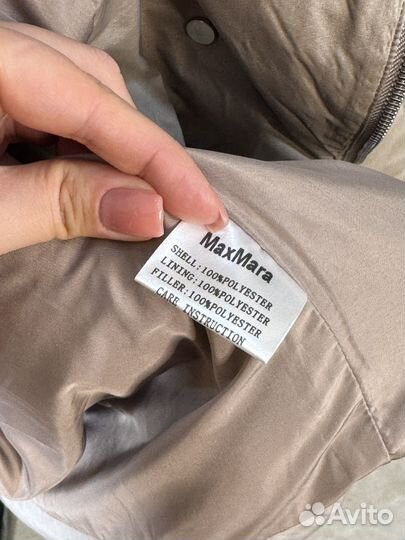 MaxMara
SHELL:100%POLYESTER
LINING:100%POLYESTER
FILLER:100%POLYESTER
CARE INSTRUCTION
Avito